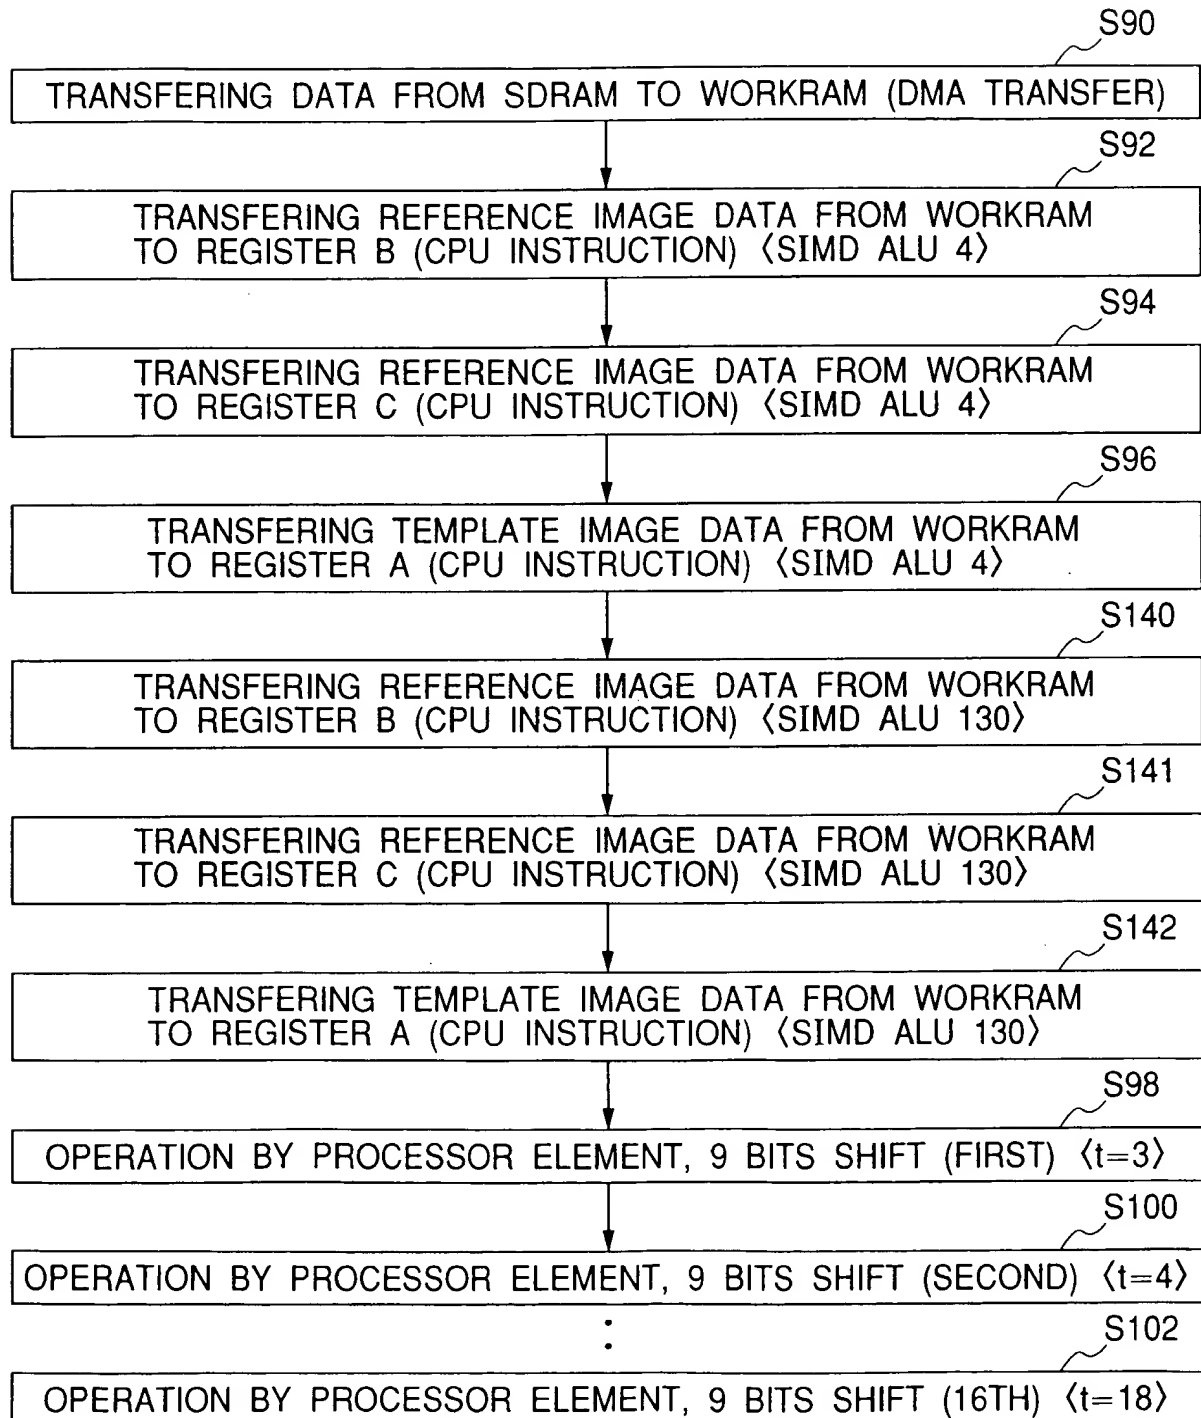 S90
TRANSFERING DATA FROM SDRAM TO WORKRAM (DMA TRANSFER)
S92
TRANSFERING REFERENCE IMAGE DATA FROM WORKRAM
TO REGISTER B (CPU INSTRUCTION) 〈SIMD ALU 4〉
S94
TRANSFERING REFERENCE IMAGE DATA FROM WORKRAM
TO REGISTER C (CPU INSTRUCTION) 〈SIMD ALU 4〉
S96
TRANSFERING TEMPLATE IMAGE DATA FROM WORKRAM
TO REGISTER A (CPU INSTRUCTION) 〈SIMD ALU 4〉
S140
TRANSFERING REFERENCE IMAGE DATA FROM WORKRAM
TO REGISTER B (CPU INSTRUCTION) 〈SIMD ALU 130〉
S141
TRANSFERING REFERENCE IMAGE DATA FROM WORKRAM
TO REGISTER C (CPU INSTRUCTION) 〈SIMD ALU 130〉
S142
TRANSFERING TEMPLATE IMAGE DATA FROM WORKRAM
TO REGISTER A (CPU INSTRUCTION) 〈SIMD ALU 130〉
S98
OPERATION BY PROCESSOR ELEMENT, 9 BITS SHIFT (FIRST) 〈t=3〉
S100
OPERATION BY PROCESSOR ELEMENT, 9 BITS SHIFT (SECOND) 〈t=4〉
S102
OPERATION BY PROCESSOR ELEMENT, 9 BITS SHIFT (16TH) 〈t=18〉